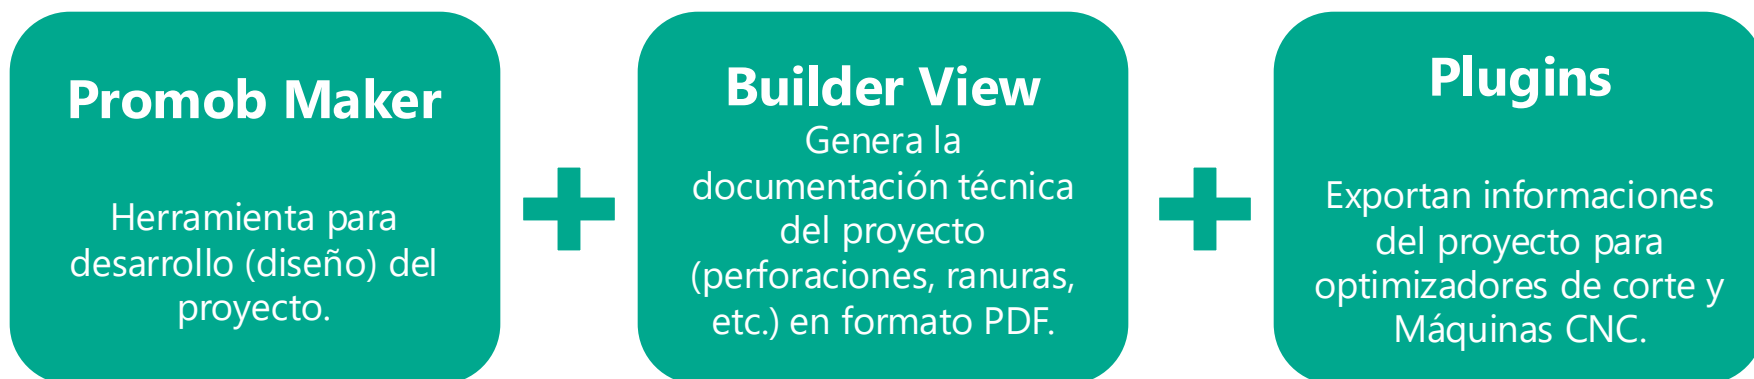 Promob Maker
Herramienta para
desarrollo (diseño) del
proyecto.
Builder View
Genera la
documentación técnica
del proyecto
(perforaciones, ranuras,
etc.) en formato PDF.
Plugins
Exportan informaciones
del proyecto para
optimizadores de corte y
Máquinas CNC.